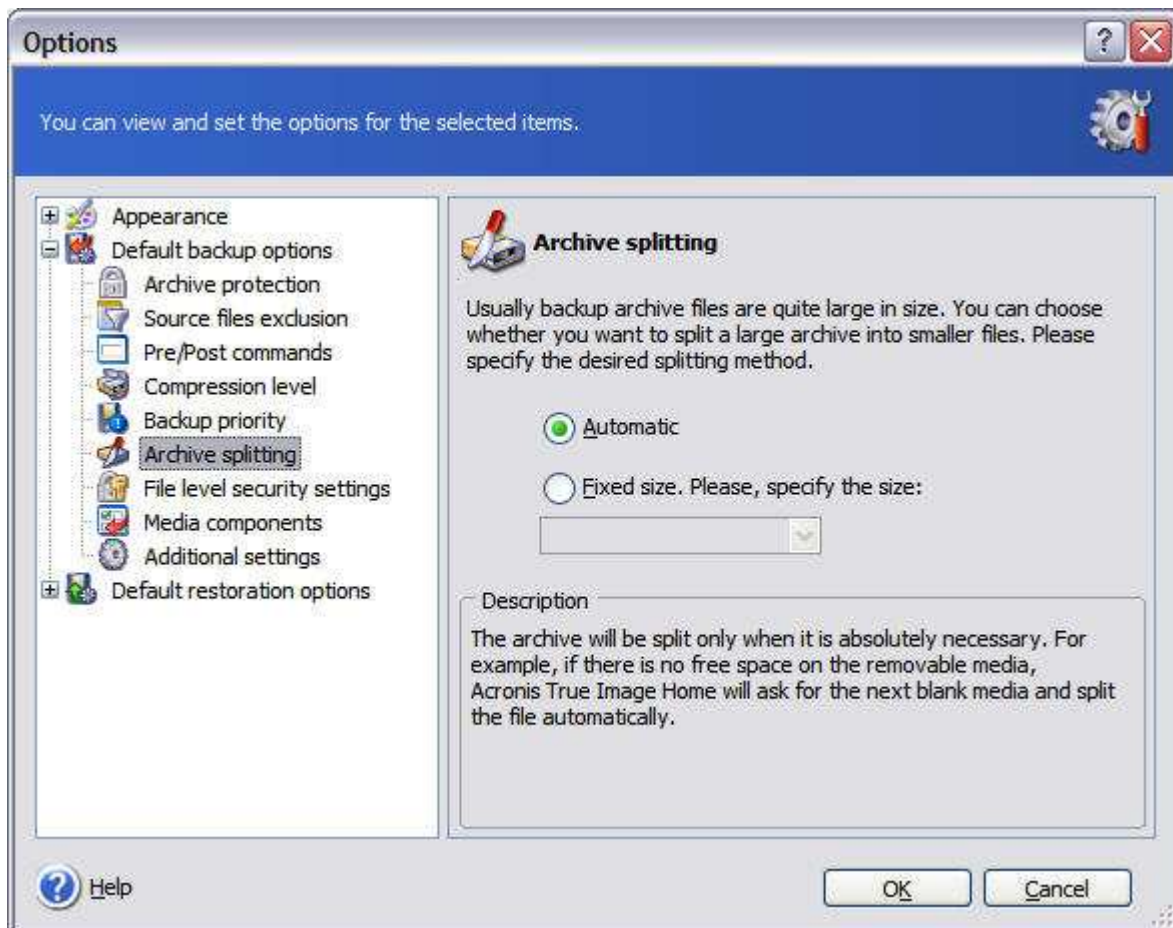 Options
You can view and set the options for the selected items.
Appearance
Default backup options
Archive protection
Source files exclusion
Pre/Post commands
Compression level
Backup priority
Archive splitting
File level security settings
Media components
Additional settings
Default restoration options
Archive splitting
Usually backup archive files are quite large in size. You can choose
whether you want to split a large archive into smaller files. Please
specify the desired splitting method.
Automatic
Fixed size. Please, specify the size:
Description
The archive will be split only when it is absolutely necessary. For
example, if there is no free space on the removable media,
Acronis True Image Home will ask for the next blank media and split
the file automatically.
Help
OK
Cancel